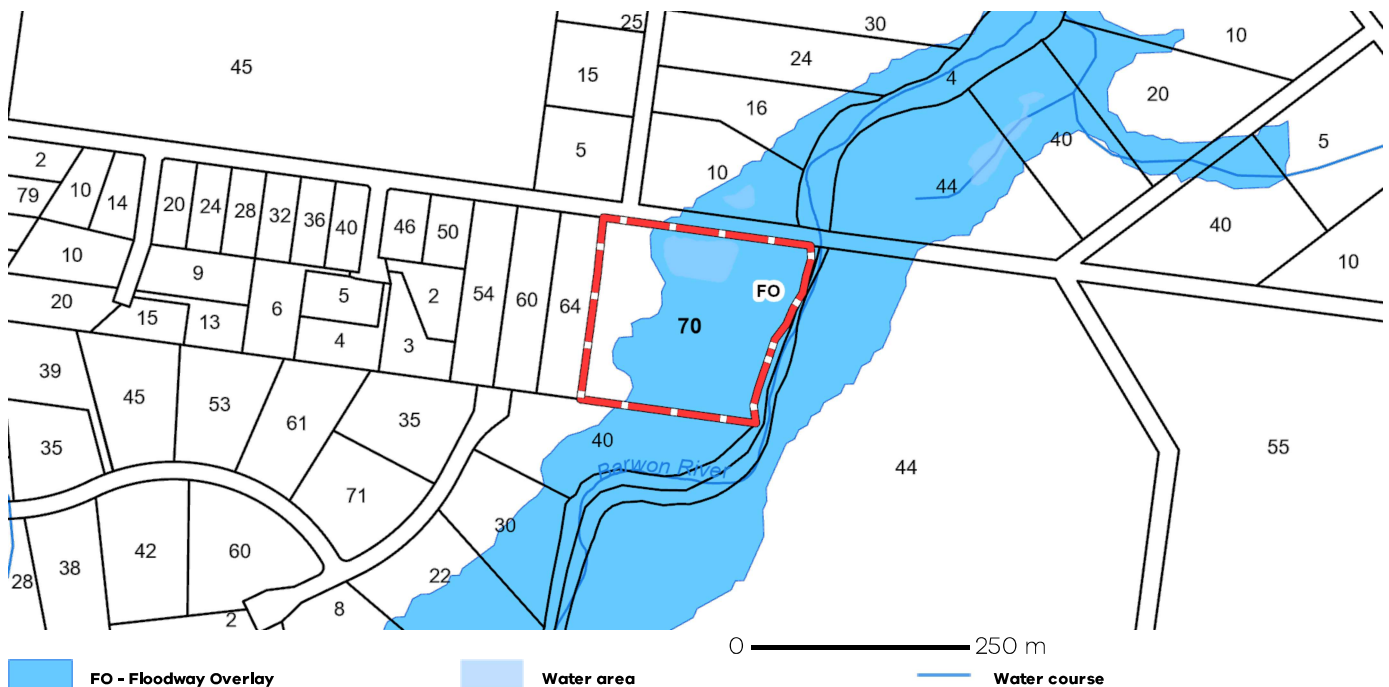 25 30 10
45 15 24 4 20
16 40 5
2 5 10 44
79 10 14 20 24 28 32 36 40 46 50 40
10 9 10
20 15 13 6 5 4 3 2 54 60 64 FO 70
39 45 53 61 35 40 44 55
35 71 Barwon River
28 38 42 60 30 22
2 8
0 250 m
FO - Floodway Overlay Water area Water course